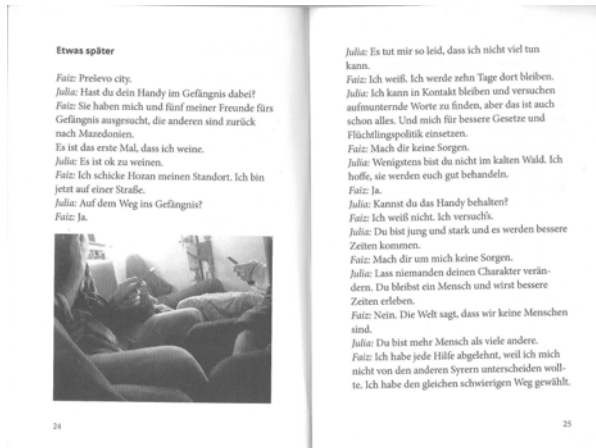 Etwas später
Faiz: Preševo city.
Julia: Hast du dein Handy im Gefängnis dabei?
Faiz: Sie haben mich und fünf meiner Freunde fürs
Gefängnis ausgesucht, die anderen sind zurück
nach Mazedonien.
Es ist das erste Mal, dass ich weine.
Julia: Es ist ok zu weinen.
Faiz: Ich schicke Hozan meinen Standort. Ich bin
jetzt auf einer Straße.
Julia: Auf dem Weg ins Gefängnis?
Faiz: Ja.
24
Julia: Es tut mir so leid, dass ich nicht viel tun
kann.
Faiz: Ich weiß. Ich werde zehn Tage dort bleiben.
Julia: Ich kann in Kontakt bleiben und versuchen
aufmunternde Worte zu finden, aber das ist auch
schon alles. Und mich für bessere Gesetze und
Flüchtlingspolitik einsetzen.
Faiz: Mach dir keine Sorgen.
Julia: Wenigstens bist du nicht im kalten Wald. Ich
hoffe, sie werden euch gut behandeln.
Faiz: Ja.
Julia: Kannst du das Handy behalten?
Faiz: Ich weiß nicht. Ich versuch's.
Julia: Du bist jung und stark und es werden bessere
Zeiten kommen.
Faiz: Mach dir um mich keine Sorgen.
Julia: Lass niemanden deinen Charakter verän-
dern. Du bleibst ein Mensch und wirst bessere
Zeiten erleben.
Faiz: Nein. Die Welt sagt, dass wir keine Menschen
sind.
Julia: Du bist mehr Mensch als viele andere.
Faiz: Ich habe jede Hilfe abgelehnt, weil ich mich
nicht von den anderen Syrern unterscheiden woll-
te. Ich habe den gleichen schwierigen Weg gewählt.
25